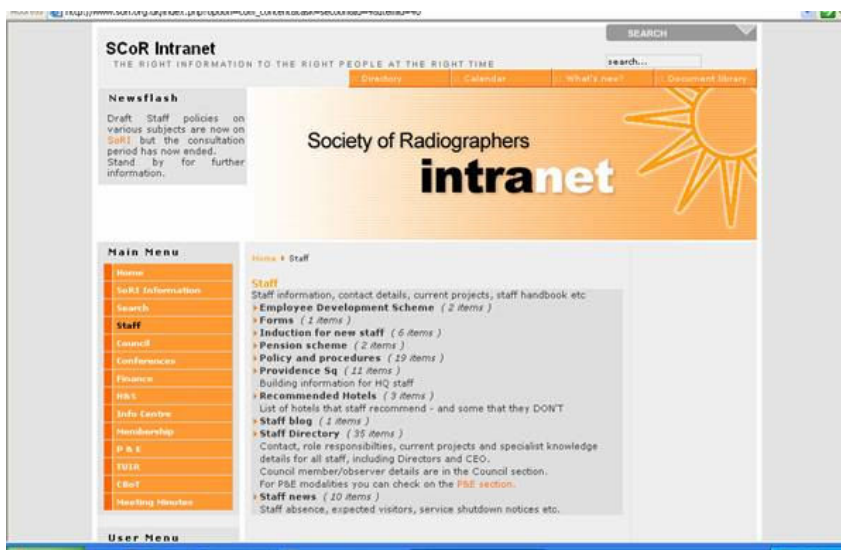 SEARCH
SCoR Intranet
THE RIGHT INFORMATION TO THE RIGHT PEOPLE AT THE RIGHT TIME
search...
Directory
Calendar
What's new?
Document library
Newsflash
Draft Staff policies on
various subjects are now on
SoRI but the consultation
period has now ended.
Stand by for further
information.
Society of Radiographers
intranet
Main Menu
Home
SoRI Information
Search
Staff
Council
Conferences
Finance
H&S
Info Centre
Membership
P & E
TUIR
CBoT
Meeting Minutes
User Menu
Home Staff
Staff
Staff information, contact details, current projects, staff handbook etc
Employee Development Scheme ( 2 items )
Forms ( 1 items )
Induction for new staff ( 6 items )
Pension scheme ( 2 items )
Policy and procedures ( 19 items )
Providence Sq ( 11 items )
Building information for HQ staff
Recommended Hotels ( 3 items )
List of hotels that staff recommend - and some that they DON'T
Staff blog ( 1 items )
Staff Directory ( 35 items )
Contact, role responsibilties, current projects and specialist knowledge
details for all staff, including Directors and CEO.
Council member/observer details are in the Council section.
For P&E modalities you can check on the P&E section.
Staff news ( 10 items )
Staff absence, expected visitors, service shutdown notices etc.